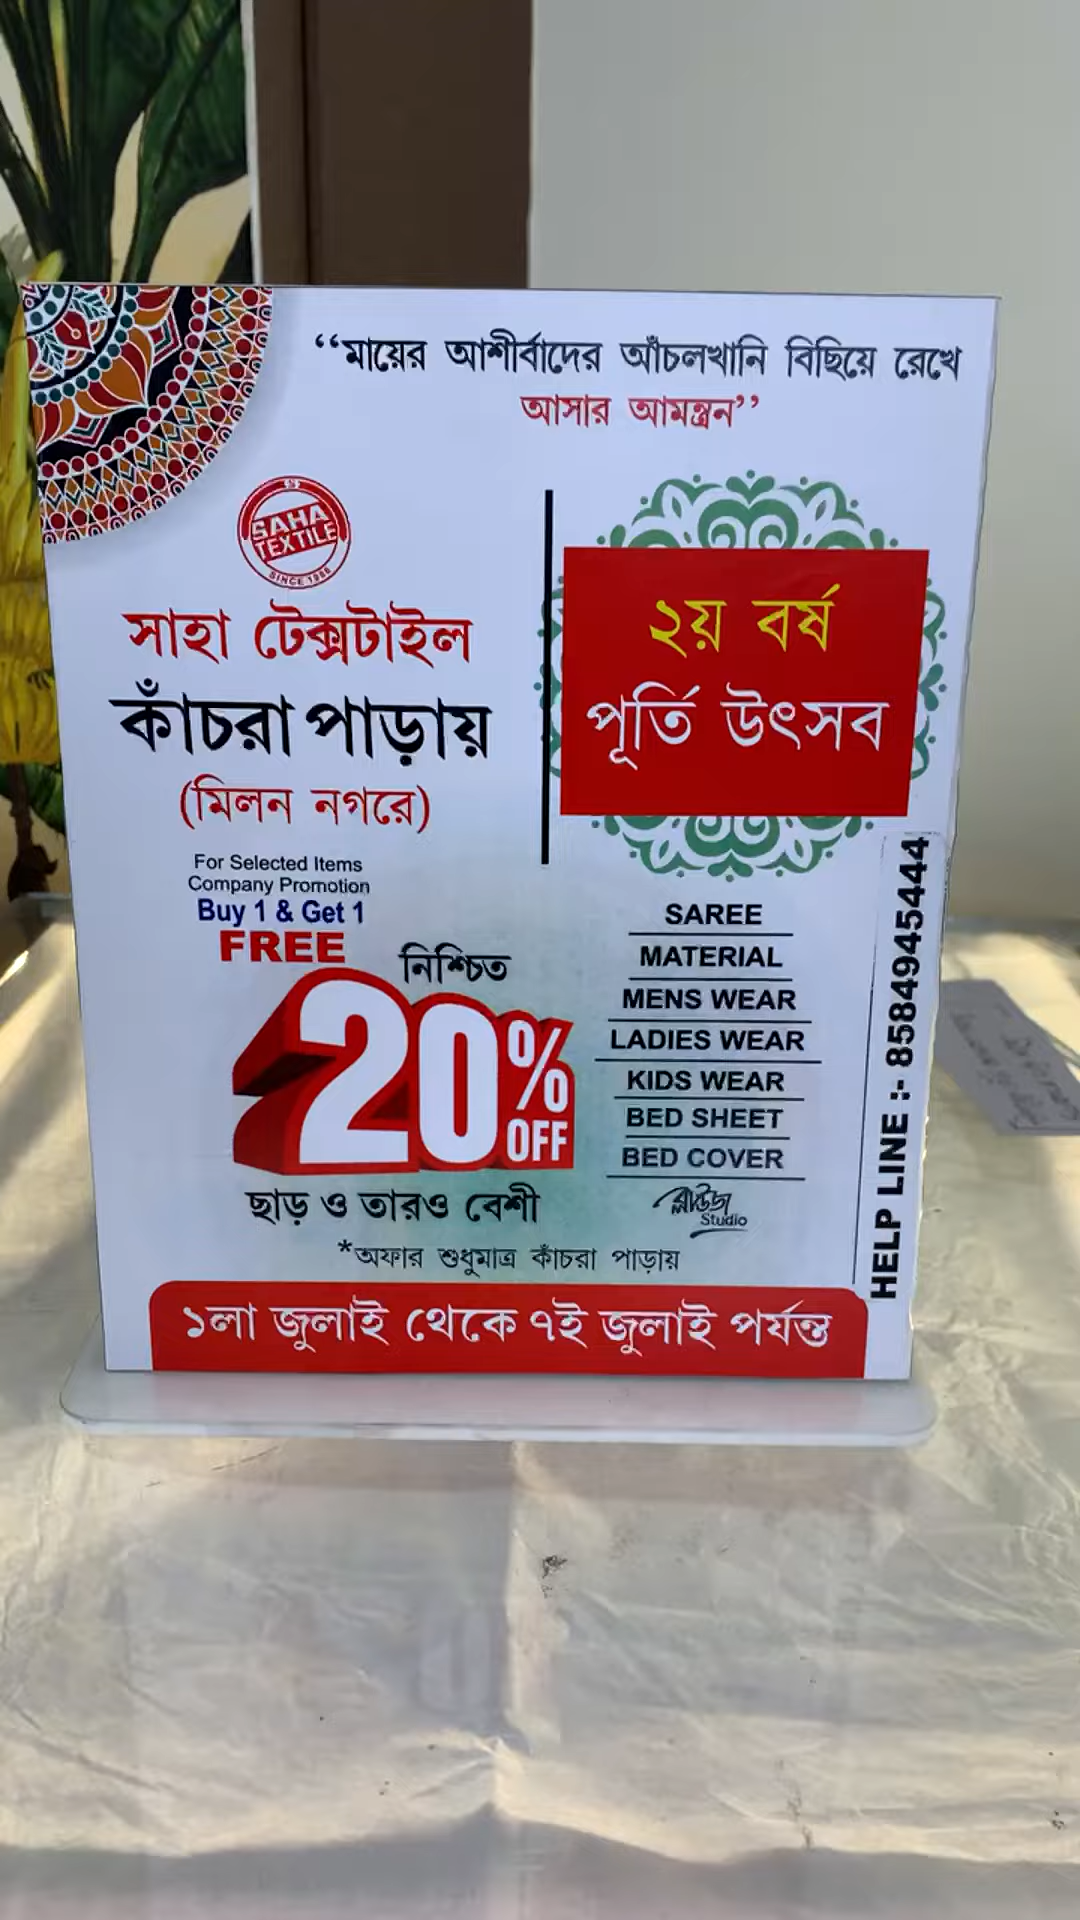 “মায়ের আশীর্বাদের আঁচলখানি বিছিয়ে রেখে
আসার আমন্ত্রন”
SAHA
TEXTILE
SINCE 1986
সাহা টেক্সটাইল
কাঁচরা পাড়ায়
(মিলন নগরে)
২য় বর্ষ
পূর্তি উৎসব
For Selected Items
Company Promotion
Buy 1 & Get 1
FREE
নিশ্চিত
20% OFF
ছাড় ও তারও বেশী
SAREE
MATERIAL
MENS WEAR
LADIES WEAR
KIDS WEAR
BED SHEET
BED COVER
ব্লাউজ
Studio
HELP LINE :- 8584945444
*অফার শুধুমাত্র কাঁচরা পাড়ায়
১লা জুলাই থেকে ৭ই জুলাই পর্যন্ত